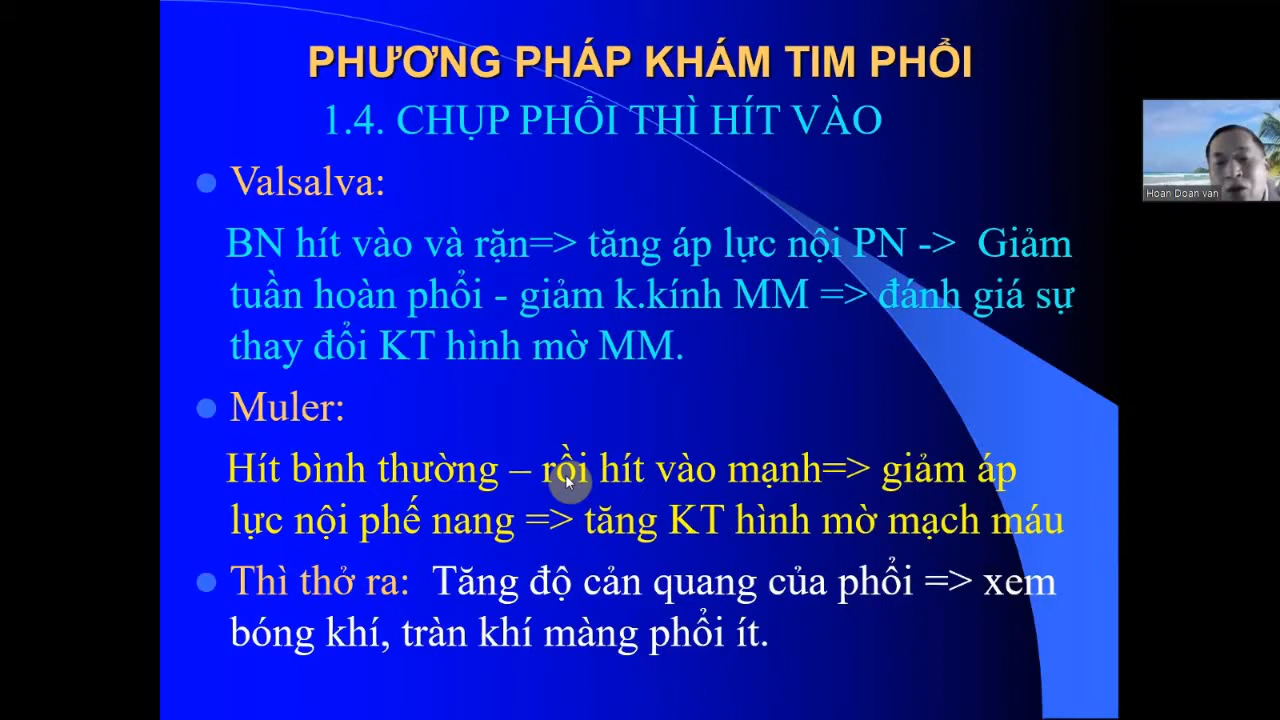 PHƯƠNG PHÁP KHÁM TIM PHỔI
1.4. CHỤP PHỔI THÌ HÍT VÀO
Valsalva:
BN hít vào và rặn=> tăng áp lực nội PN -> Giảm
tuần hoàn phổi - giảm k.kính MM => đánh giá sự
thay đổi KT hình mờ MM.
Muler:
Hít bình thường – rồi hít vào mạnh=> giảm áp
lực nội phế nang => tăng KT hình mờ mạch máu
Thì thở ra: Tăng độ cản quang của phổi => xem
bóng khí, tràn khí màng phổi ít.
Hoan Doan van